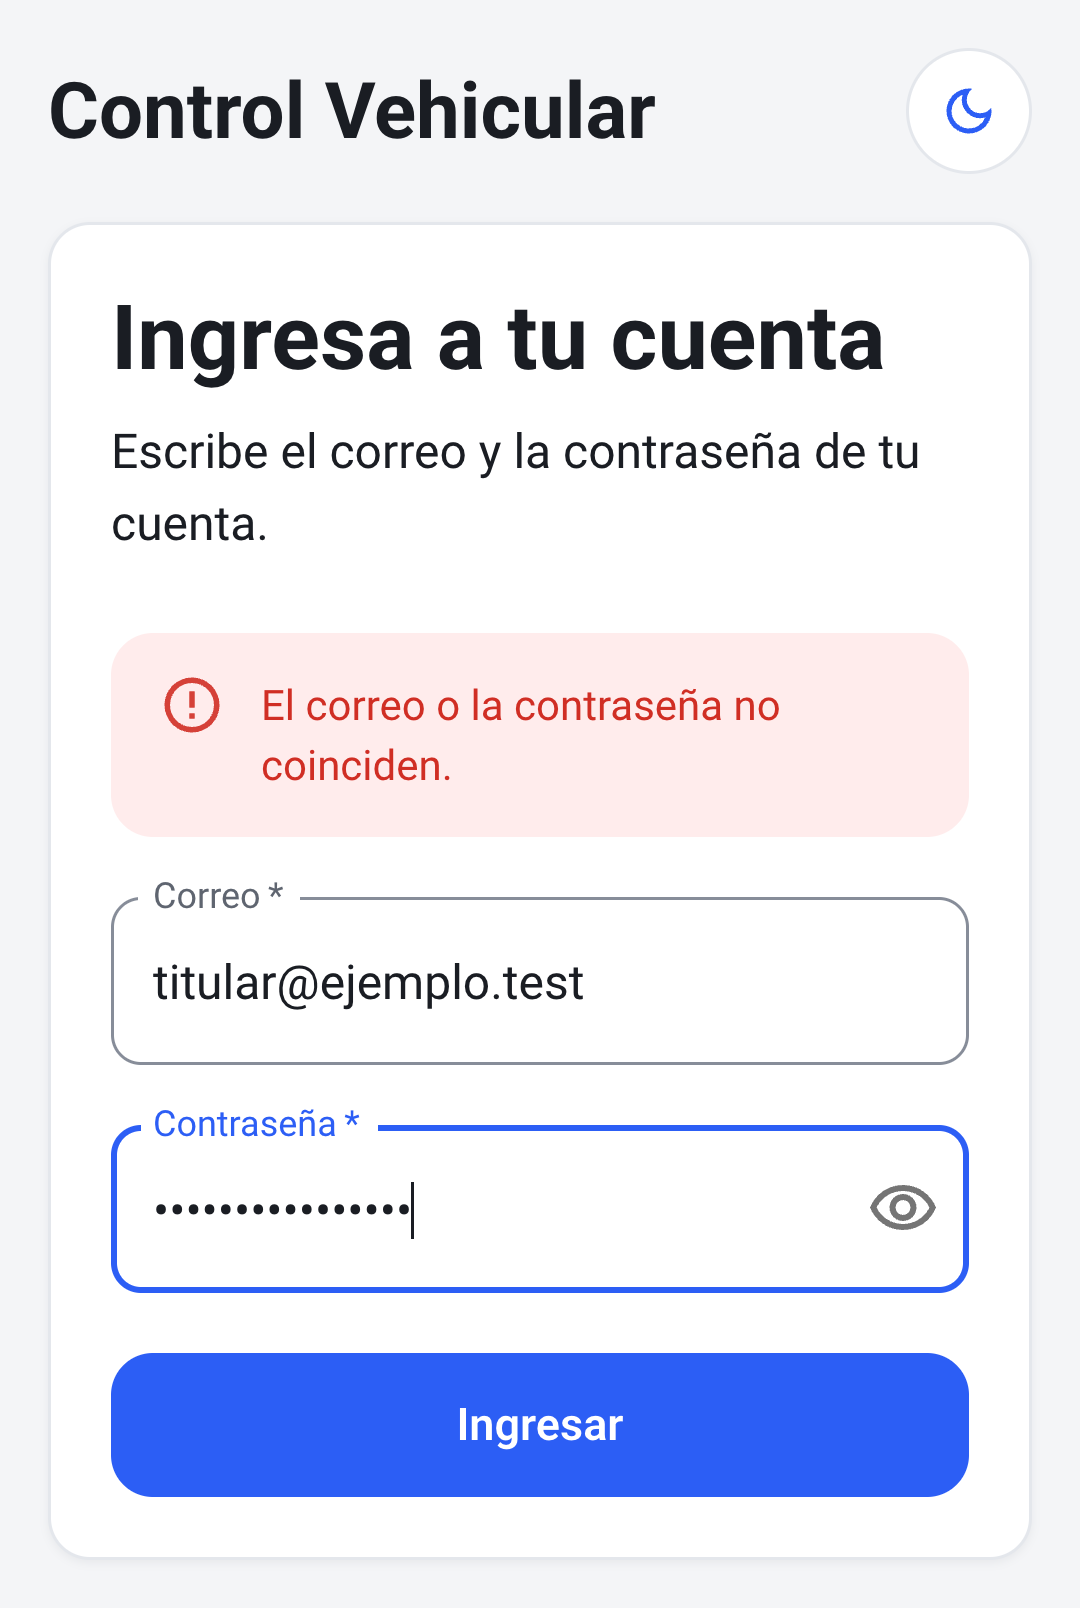 Control Vehicular
Ingresa a tu cuenta
Escribe el correo y la contraseña de tu
cuenta.
El correo o la contraseña no
coinciden.
Correo *
titular@ejemplo.test
Contraseña *
••••••••••••••••
Ingresar